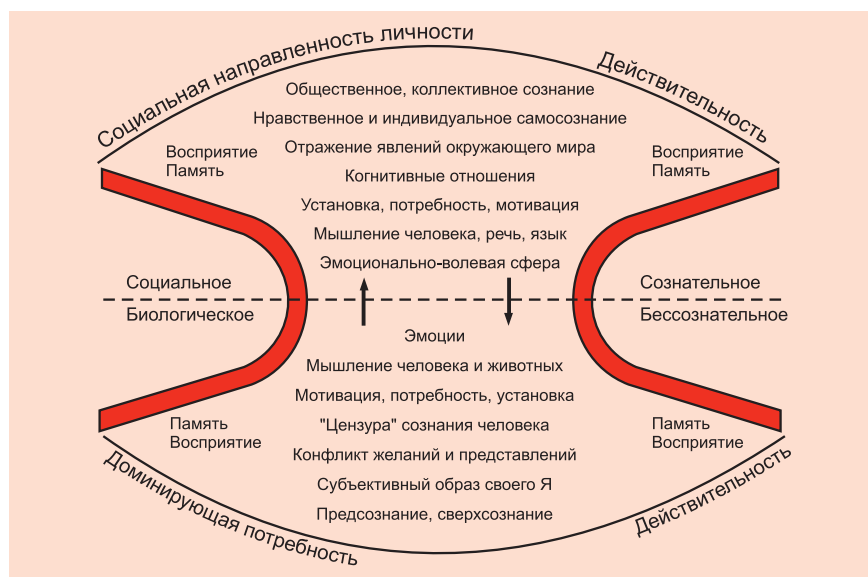 Социальная направленность личности
Действительность
Общественное, коллективное сознание
Нравственное и индивидуальное самосознание
Отражение явлений окружающего мира
Когнитивные отношения
Установка, потребность, мотивация
Мышление человека, речь, язык
Эмоционально-волевая сфера
Восприятие
Память
Восприятие
Память
Социальное
Биологическое
Сознательное
Бессознательное
Эмоции
Мышление человека и животных
Мотивация, потребность, установка
"Цензура" сознания человека
Конфликт желаний и представлений
Субъективный образ своего Я
Предсознание, сверхсознание
Память
Восприятие
Память
Восприятие
Доминирующая потребность
Действительность